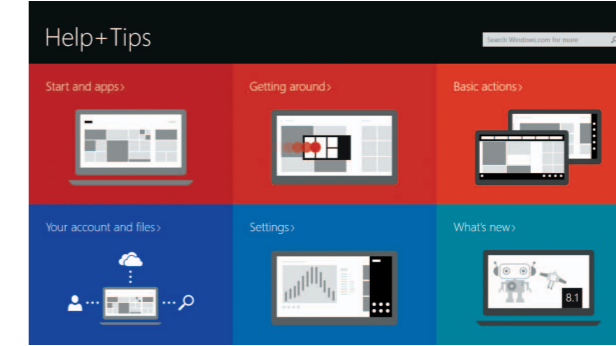 Help+Tips
Search Windows.com for more
Start and apps>
Getting around>
Basic actions>
Your account and files>
Settings>
What's new>
8.1